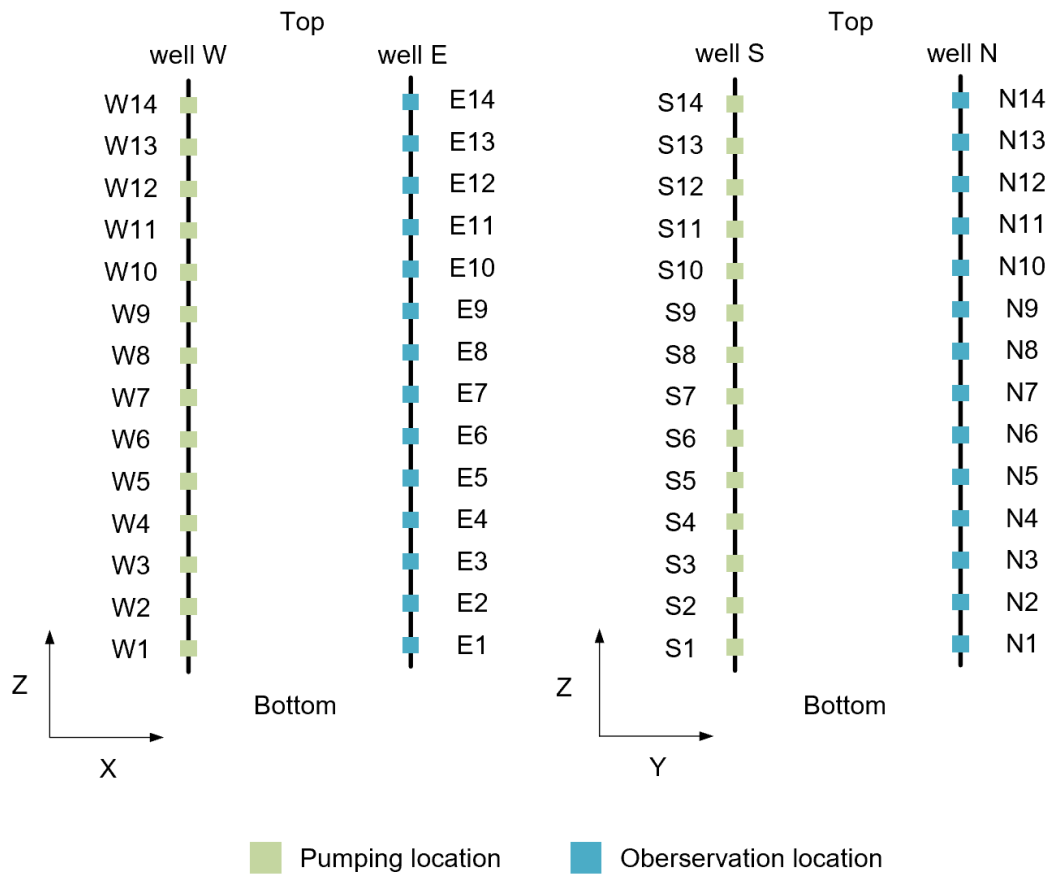 Top Top
well W well E well S well N
W14 E14 S14 N14
W13 E13 S13 N13
W12 E12 S12 N12
W11 E11 S11 N11
W10 E10 S10 N10
W9 E9 S9 N9
W8 E8 S8 N8
W7 E7 S7 N7
W6 E6 S6 N6
W5 E5 S5 N5
W4 E4 S4 N4
W3 E3 S3 N3
W2 E2 S2 N2
W1 E1 S1 N1
Z Z
Bottom Bottom
X Y
Pumping location Oberservation location